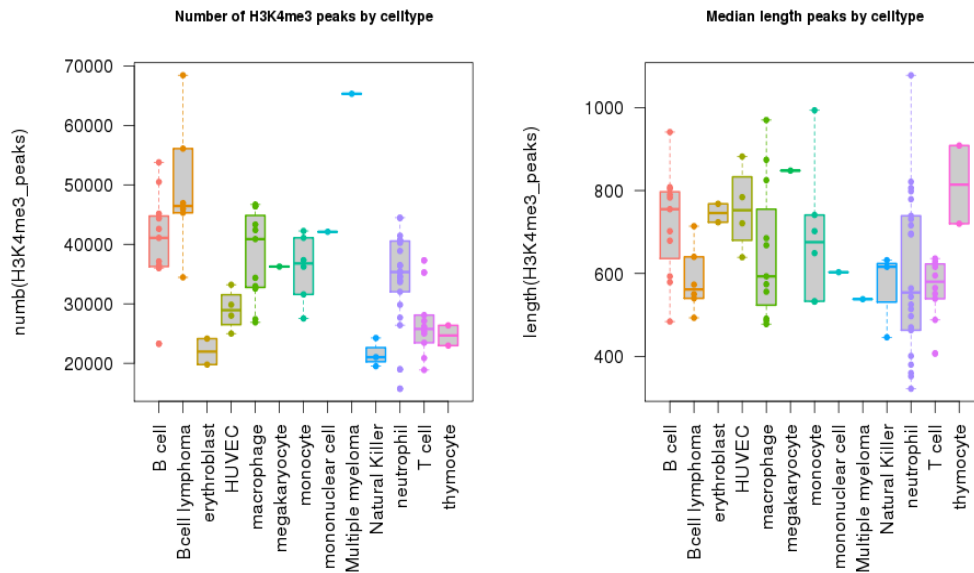 Number of H3K4me3 peaks by celltype
numb(H3K4me3_peaks)
70000
60000
50000
40000
30000
20000
B cell
Bcell lymphoma
erythroblast
HUVEC
macrophage
megakaryocyte
monocyte
mononuclear cell
Multiple myeloma
Natural Killer
neutrophil
T cell
thymocyte
Median length peaks by celltype
length(H3K4me3_peaks)
1000
800
600
400
B cell
Bcell lymphoma
erythroblast
HUVEC
macrophage
megakaryocyte
monocyte
mononuclear cell
Multiple myeloma
Natural Killer
neutrophil
T cell
thymocyte